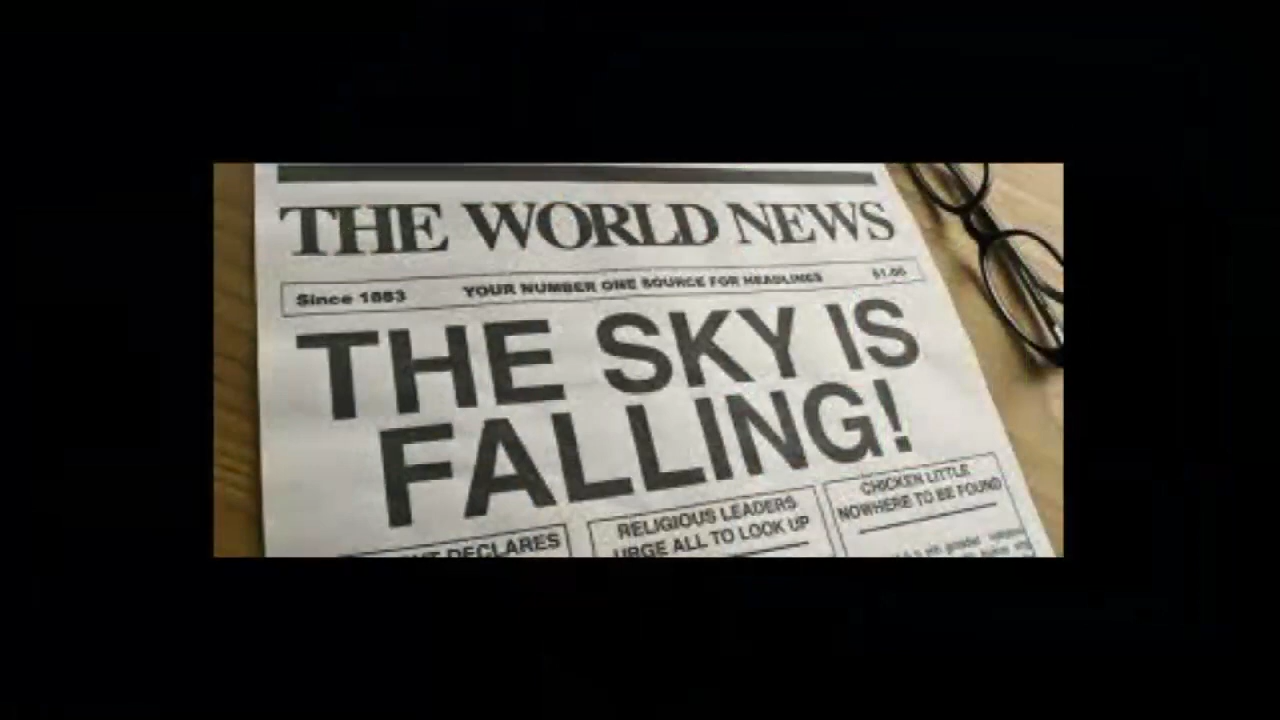 THE WORLD NEWS
Since 1883 YOUR NUMBER ONE SOURCE FOR HEADLINES $1.00
THE SKY IS
FALLING!
DECLARES
RELIGIOUS LEADERS
URGE ALL TO LOOK UP
CHICKEN LITTLE
NOWHERE TO BE FOUND